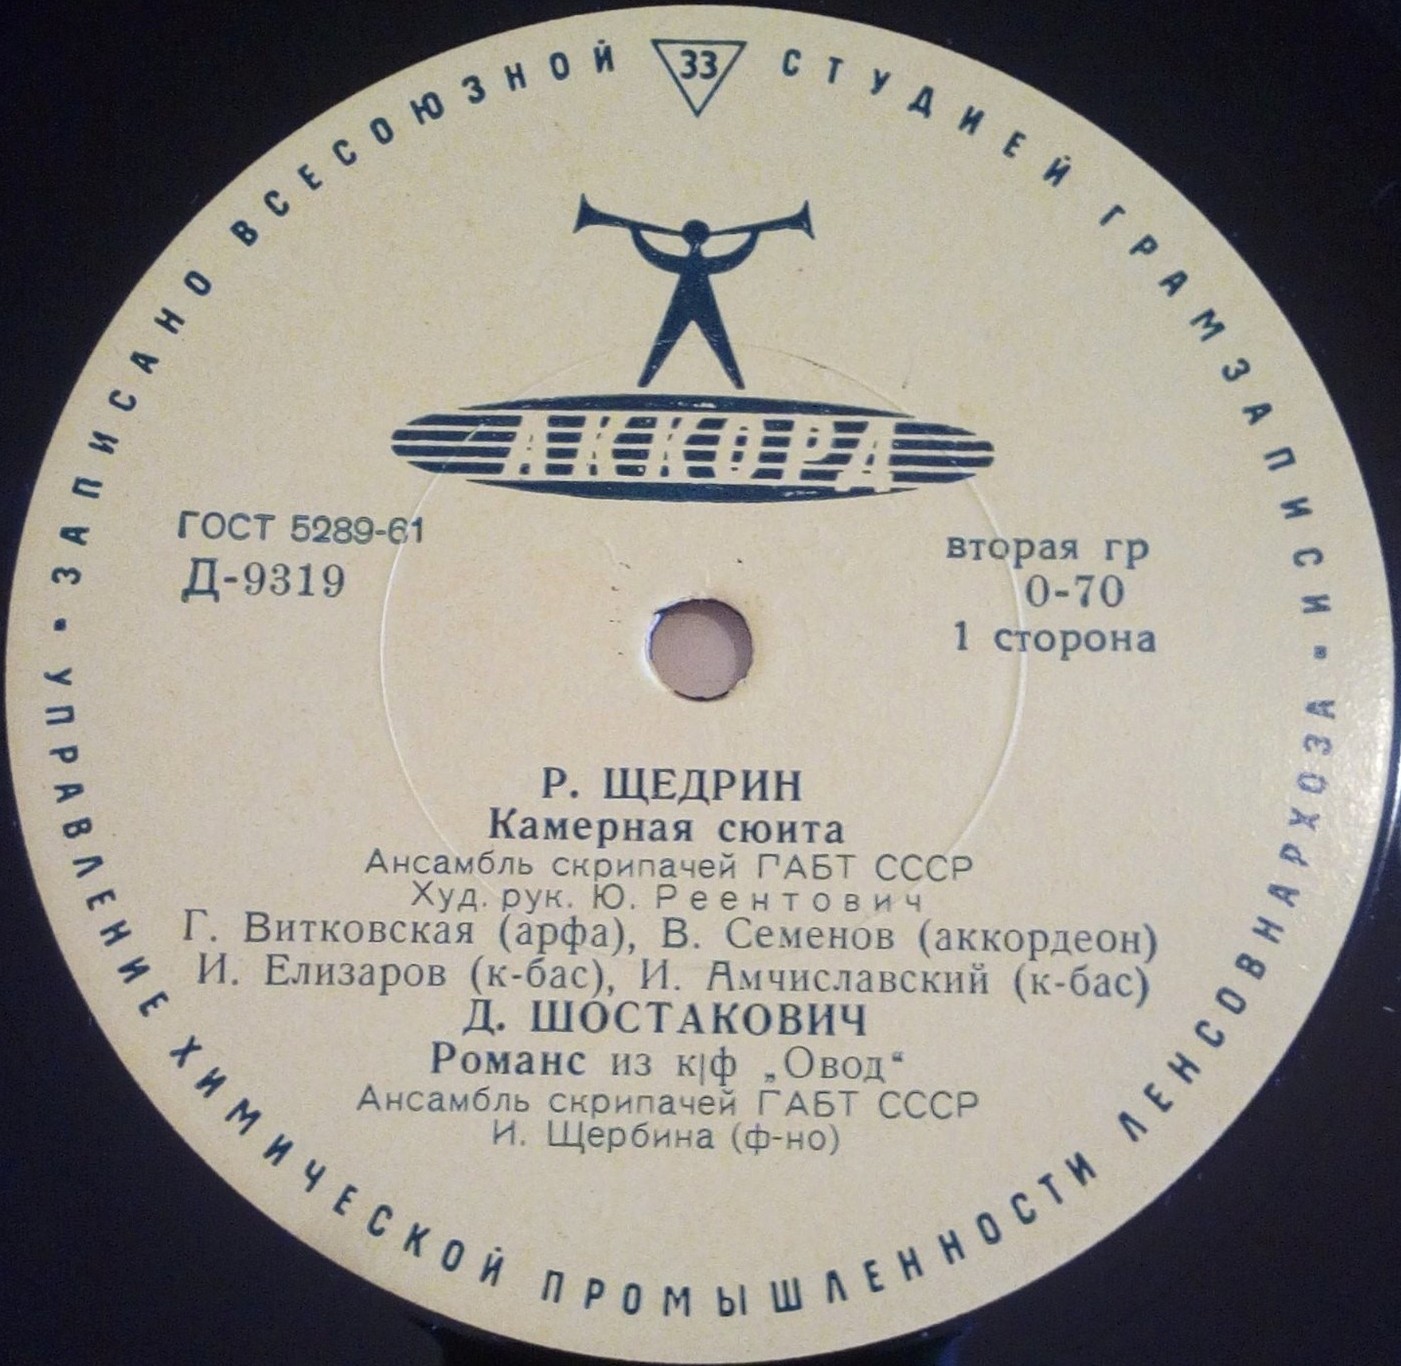 ЗАПИСАНО ВСЕСОЮЗНОЙ 33 СТУДИЕЙ ГРАМЗАПИСИ
УПРАВЛЕНИЕ ХИМИЧЕСКОЙ ПРОМЫШЛЕННОСТИ ЛЕНСОВНАРХОЗА
АККОРД
ГОСТ 5289-61
Д-9319
вторая гр
0-70
1 сторона
Р. ЩЕДРИН
Камерная сюита
Ансамбль скрипачей ГАБТ СССР
Худ. рук. Ю. Реентович
Г. Витковская (арфа), В. Семенов (аккордеон)
И. Елизаров (к-бас), И. Амчиславский (к-бас)
Д. ШОСТАКОВИЧ
Романс из к|ф „Овод“
Ансамбль скрипачей ГАБТ СССР
И. Щербина (ф-но)